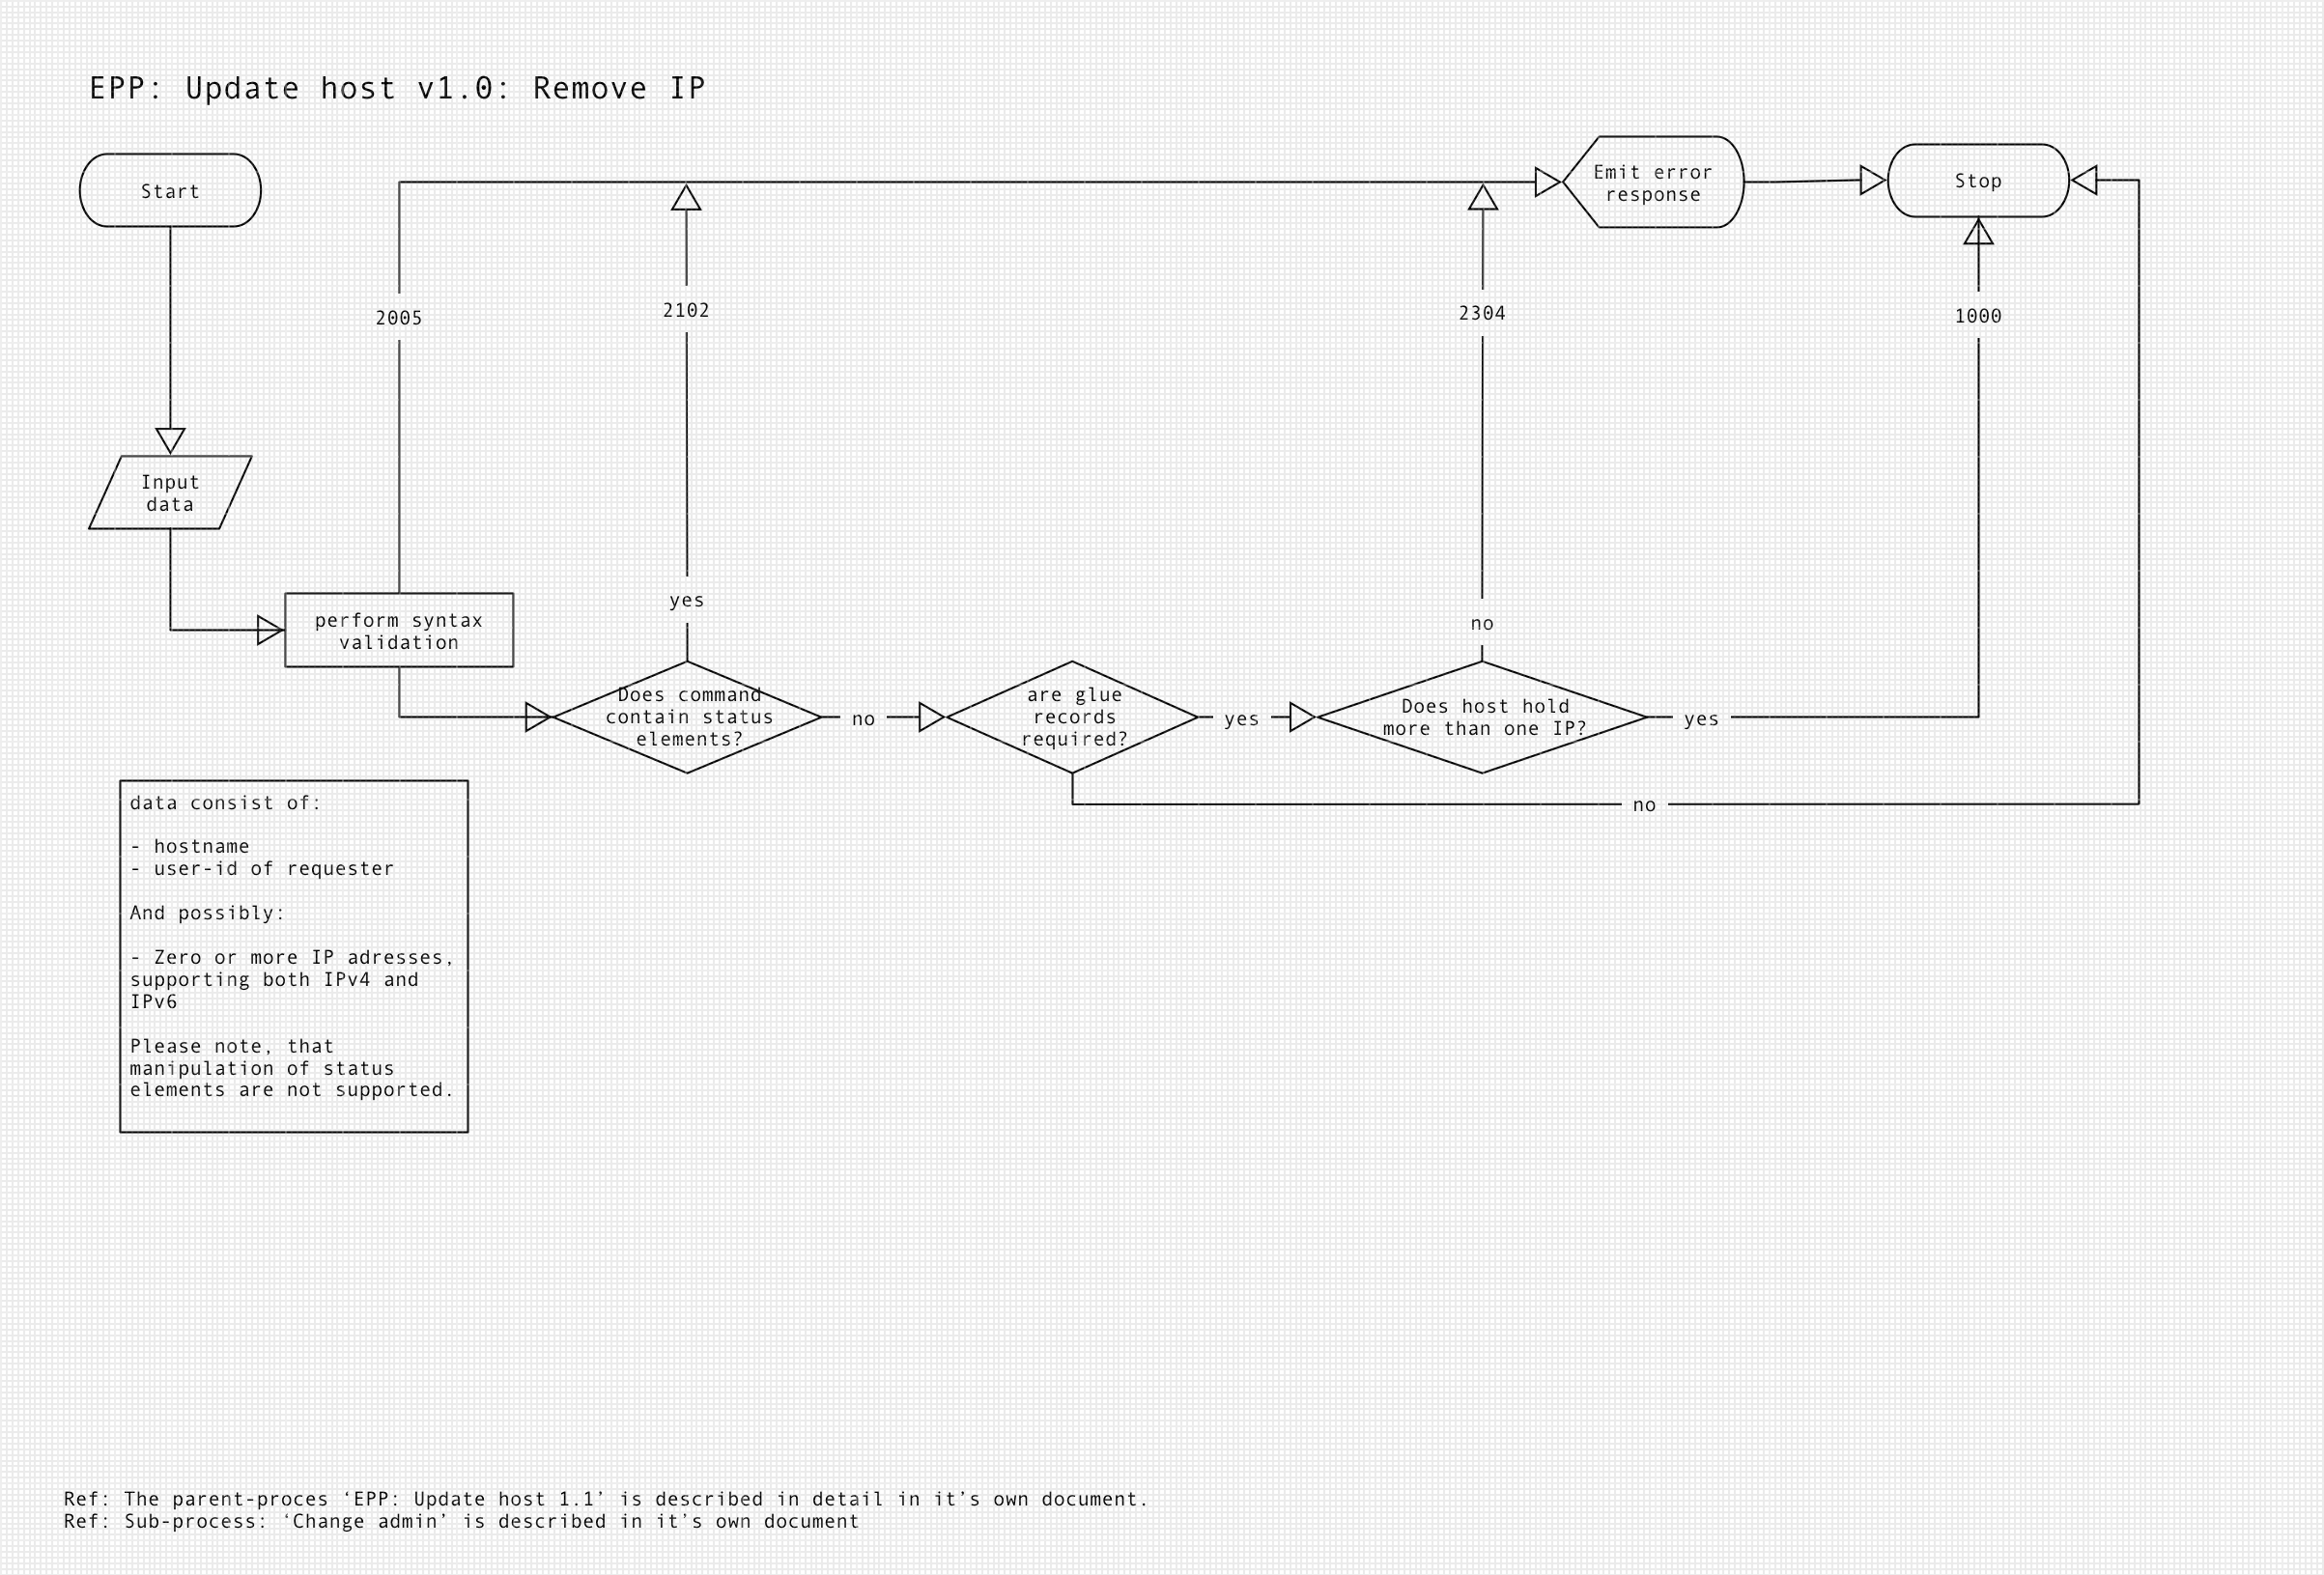 EPP: Update host v1.0: Remove IP
Start
Emit error
response
Stop
2005
2102
2304
1000
Input
data
yes
no
perform syntax
validation
Does command
contain status
elements?
no
are glue
records
required?
yes
Does host hold
more than one IP?
yes
no
data consist of:
- hostname
- user-id of requester
And possibly:
- Zero or more IP adresses,
supporting both IPv4 and
IPv6
Please note, that
manipulation of status
elements are not supported.
Ref: The parent-proces ‘EPP: Update host 1.1’ is described in detail in it’s own document.
Ref: Sub-process: ‘Change admin’ is described in it’s own document